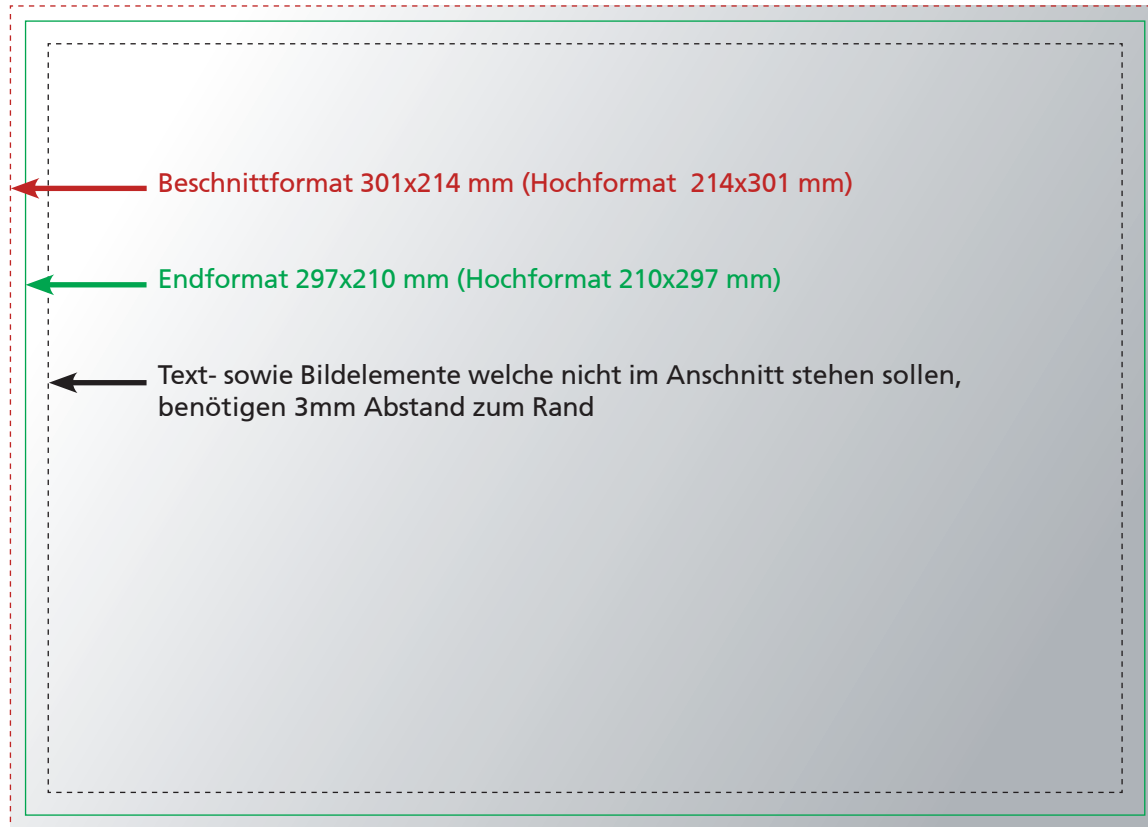 Beschnittformat 301x214 mm (Hochformat  214x301 mm)
Endformat 297x210 mm (Hochformat 210x297 mm)
Text- sowie Bildelemente welche nicht im Anschnitt stehen sollen,
benötigen 3mm Abstand zum Rand